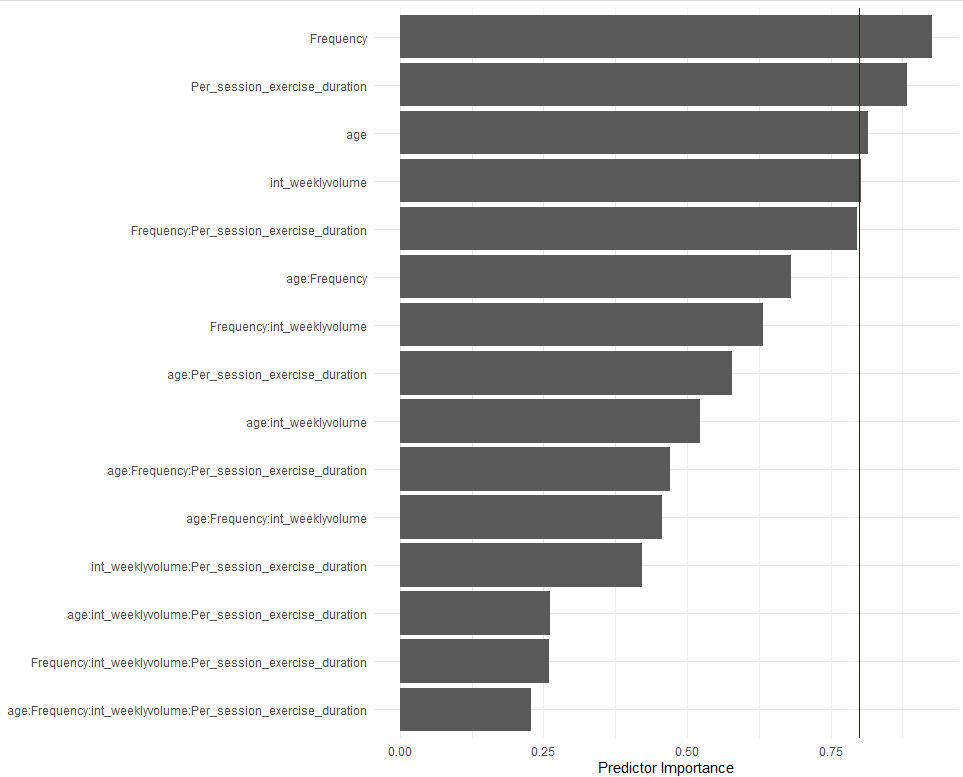 Frequency
Per_session_exercise_duration
age
int_weeklyvolume
Frequency:Per_session_exercise_duration
age:Frequency
Frequency:int_weeklyvolume
age:Per_session_exercise_duration
age:int_weeklyvolume
age:Frequency:Per_session_exercise_duration
age:Frequency:int_weeklyvolume
int_weeklyvolume:Per_session_exercise_duration
age:int_weeklyvolume:Per_session_exercise_duration
Frequency:int_weeklyvolume:Per_session_exercise_duration
age:Frequency:int_weeklyvolume:Per_session_exercise_duration
0.00 0.25 0.50 0.75
Predictor Importance